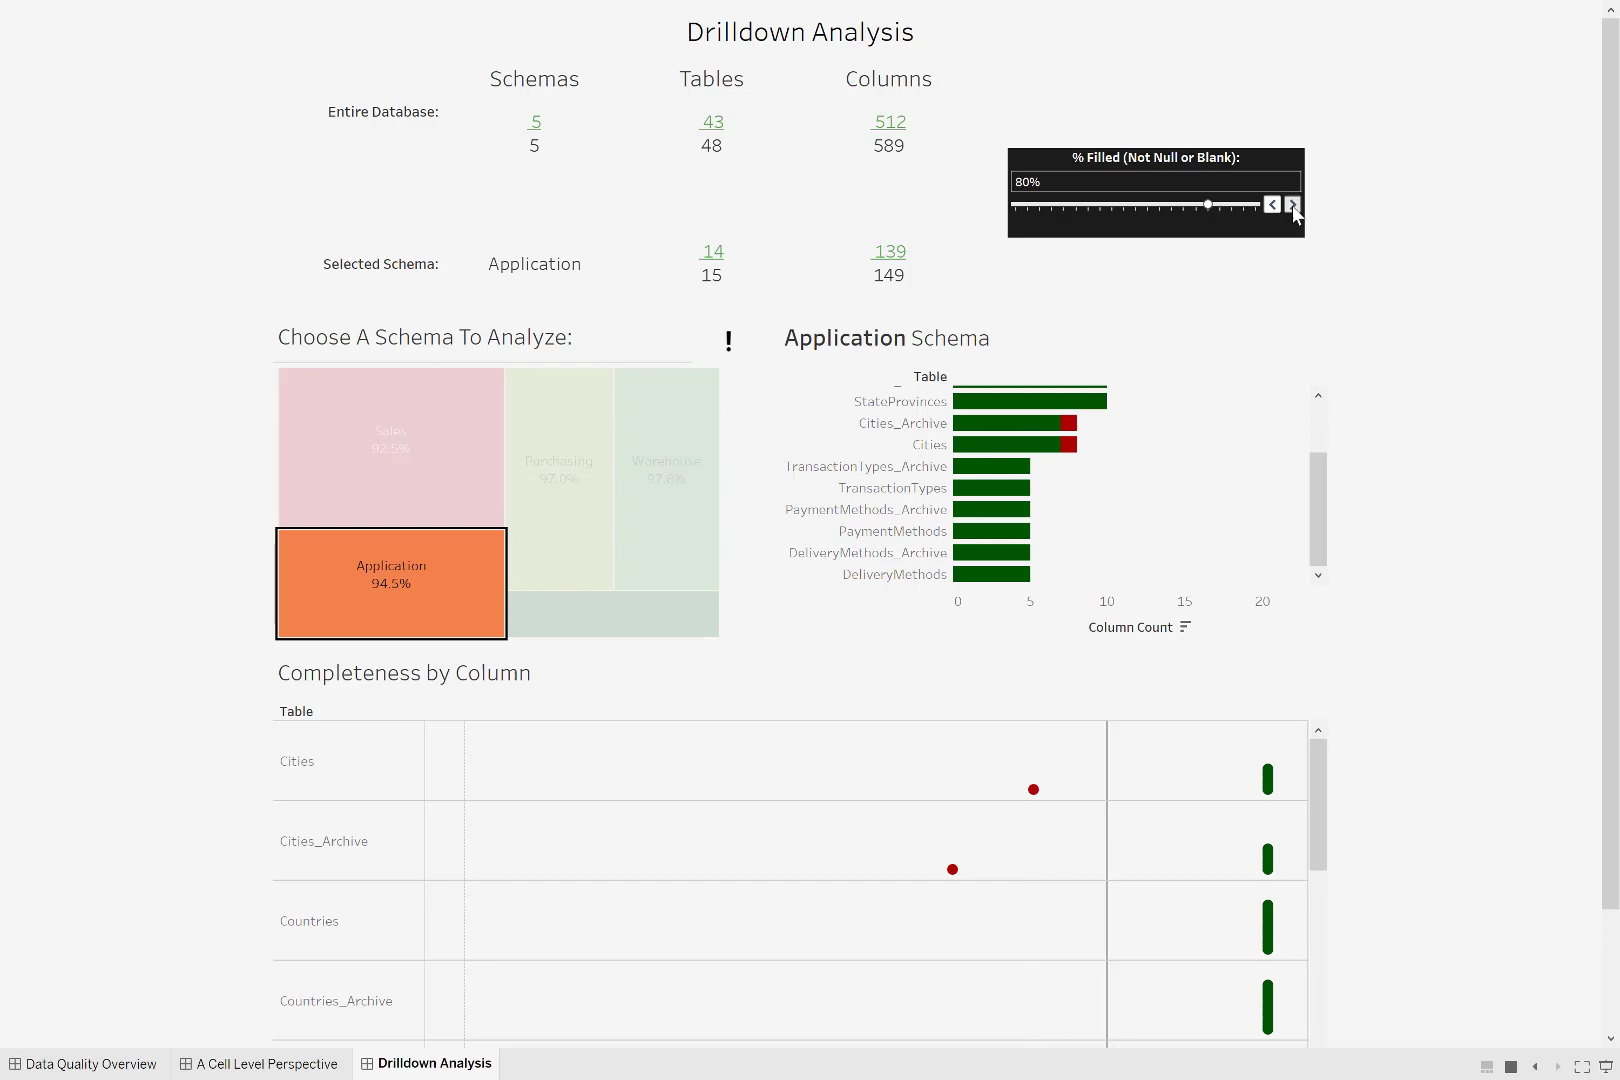 Drilldown Analysis
Schemas Tables Columns
Entire Database:
5 43 512
5 48 589
% Filled (Not Null or Blank):
80%
Selected Schema: Application
14 139
15 149
Choose A Schema To Analyze: !
Sales
92.5%
Purchasing
97.0%
Warehouse
97.8%
Application
94.5%
Application Schema
Table
StateProvinces
Cities_Archive
Cities
TransactionTypes_Archive
TransactionTypes
PaymentMethods_Archive
PaymentMethods
DeliveryMethods_Archive
DeliveryMethods
0 5 10 15 20
Column Count
Completeness by Column
Table
Cities
Cities_Archive
Countries
Countries_Archive
Data Quality Overview A Cell Level Perspective Drilldown Analysis